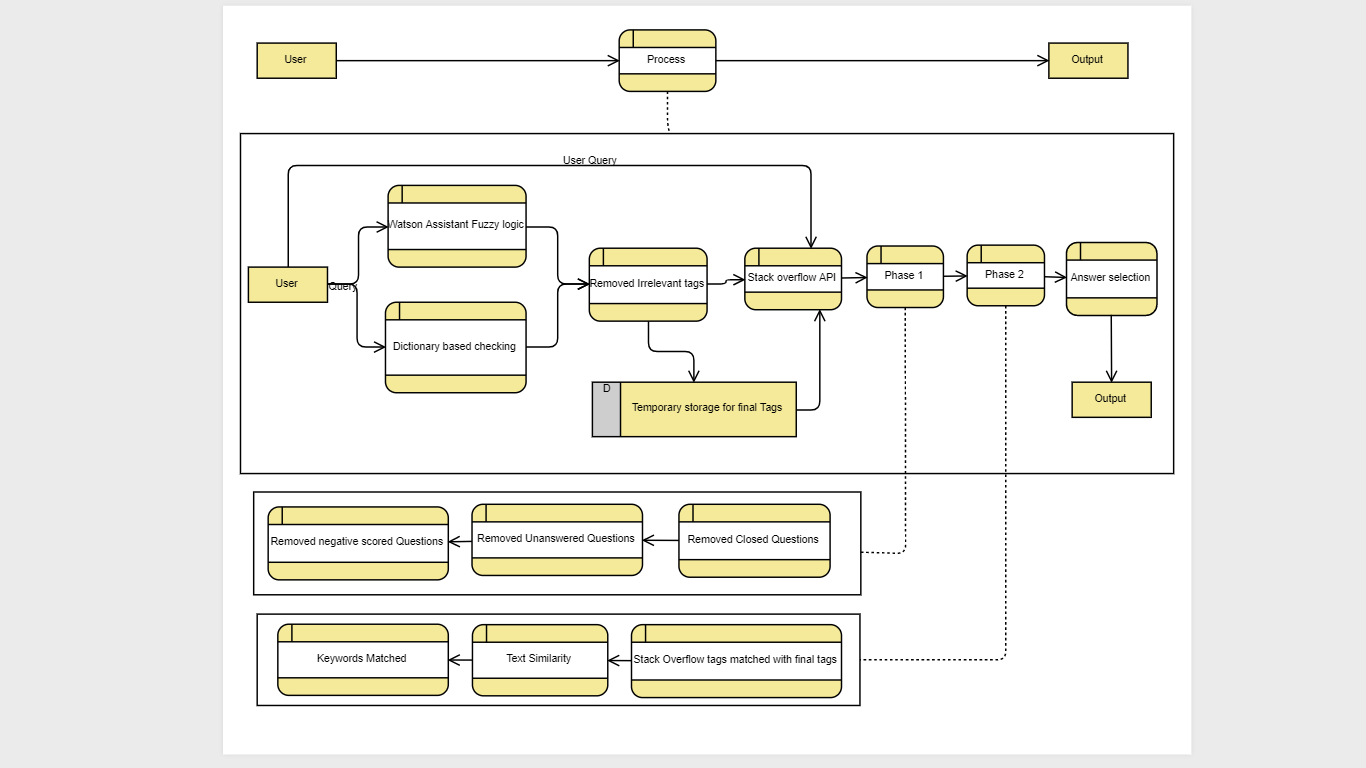 User
Process
Output
User Query
Watson Assistant Fuzzy logic
User
Query
Removed Irrelevant tags
Stack overflow API
Phase 1
Phase 2
Answer selection
Dictionary based checking
D
Temporary storage for final Tags
Output
Removed negative scored Questions
Removed Unanswered Questions
Removed Closed Questions
Keywords Matched
Text Similarity
Stack Overflow tags matched with final tags